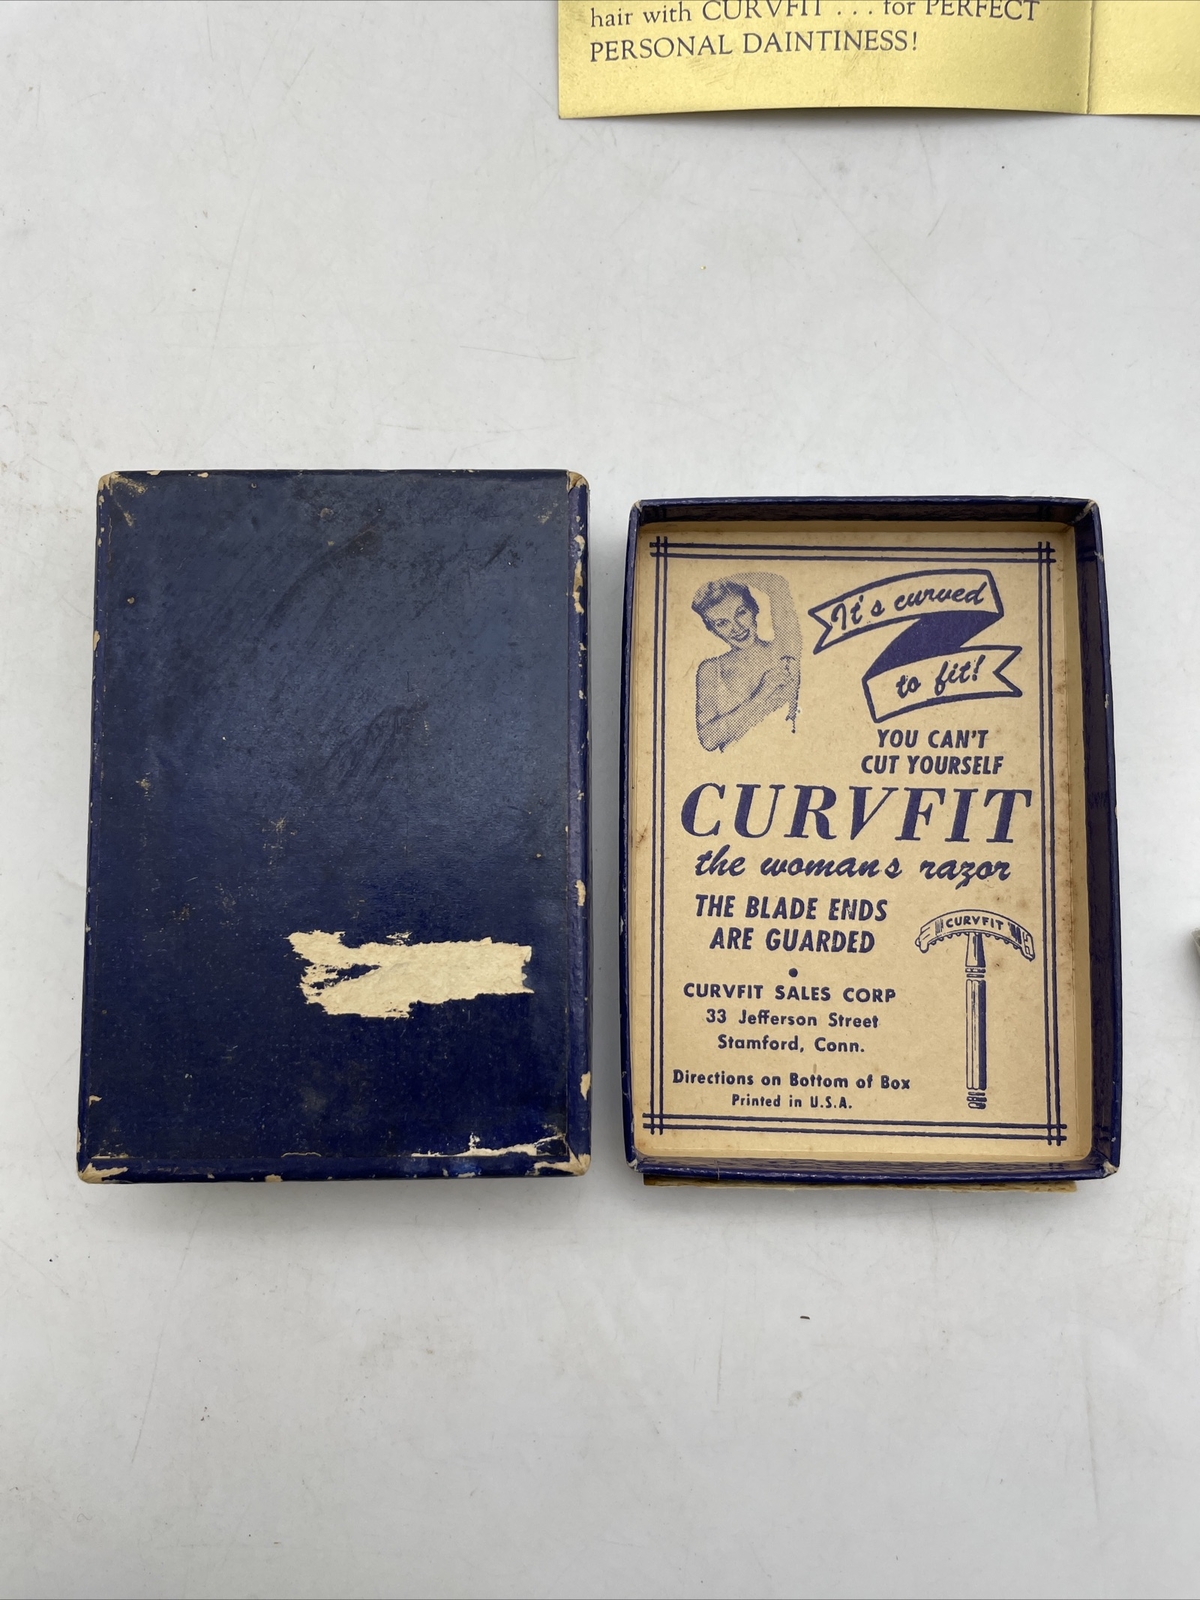 hair with CURVFIT . . . for PERFECT
PERSONAL DAINTINESS!
It's curved
to fit!
YOU CAN'T
CUT YOURSELF
CURVFIT
the woman's razor
THE BLADE ENDS
ARE GUARDED
CURVFIT
CURVFIT SALES CORP
33 Jefferson Street
Stamford, Conn.
Directions on Bottom of Box
Printed in U.S.A.